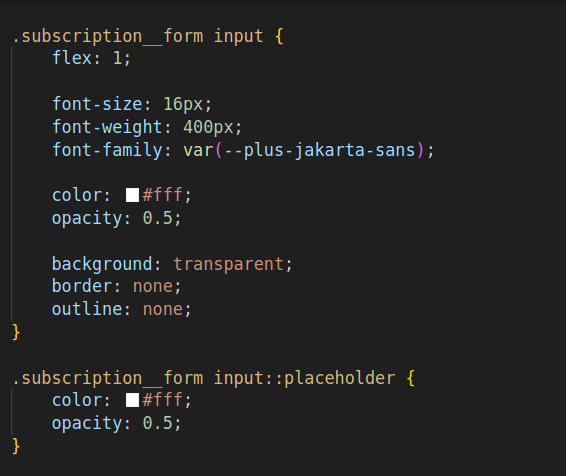 .subscription__form input {
flex: 1;
font-size: 16px;
font-weight: 400px;
font-family: var(--plus-jakarta-sans);
color: #fff;
opacity: 0.5;
background: transparent;
border: none;
outline: none;
}
.subscription__form input::placeholder {
color: #fff;
opacity: 0.5;
}